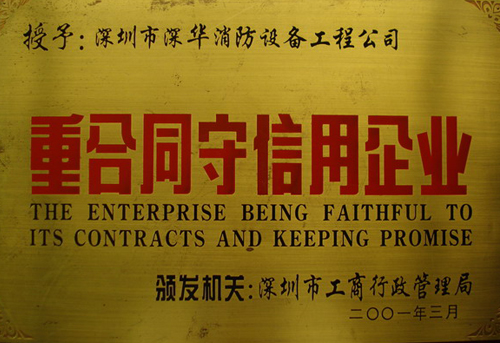 授予:深圳市深华消防设备工程公司
重合同守信用企业
THE ENTERPRISE BEING FAITHFUL TO
ITS CONTRACTS AND KEEPING PROMISE
颁发机关:深圳市工商行政管理局
二〇〇一年三月